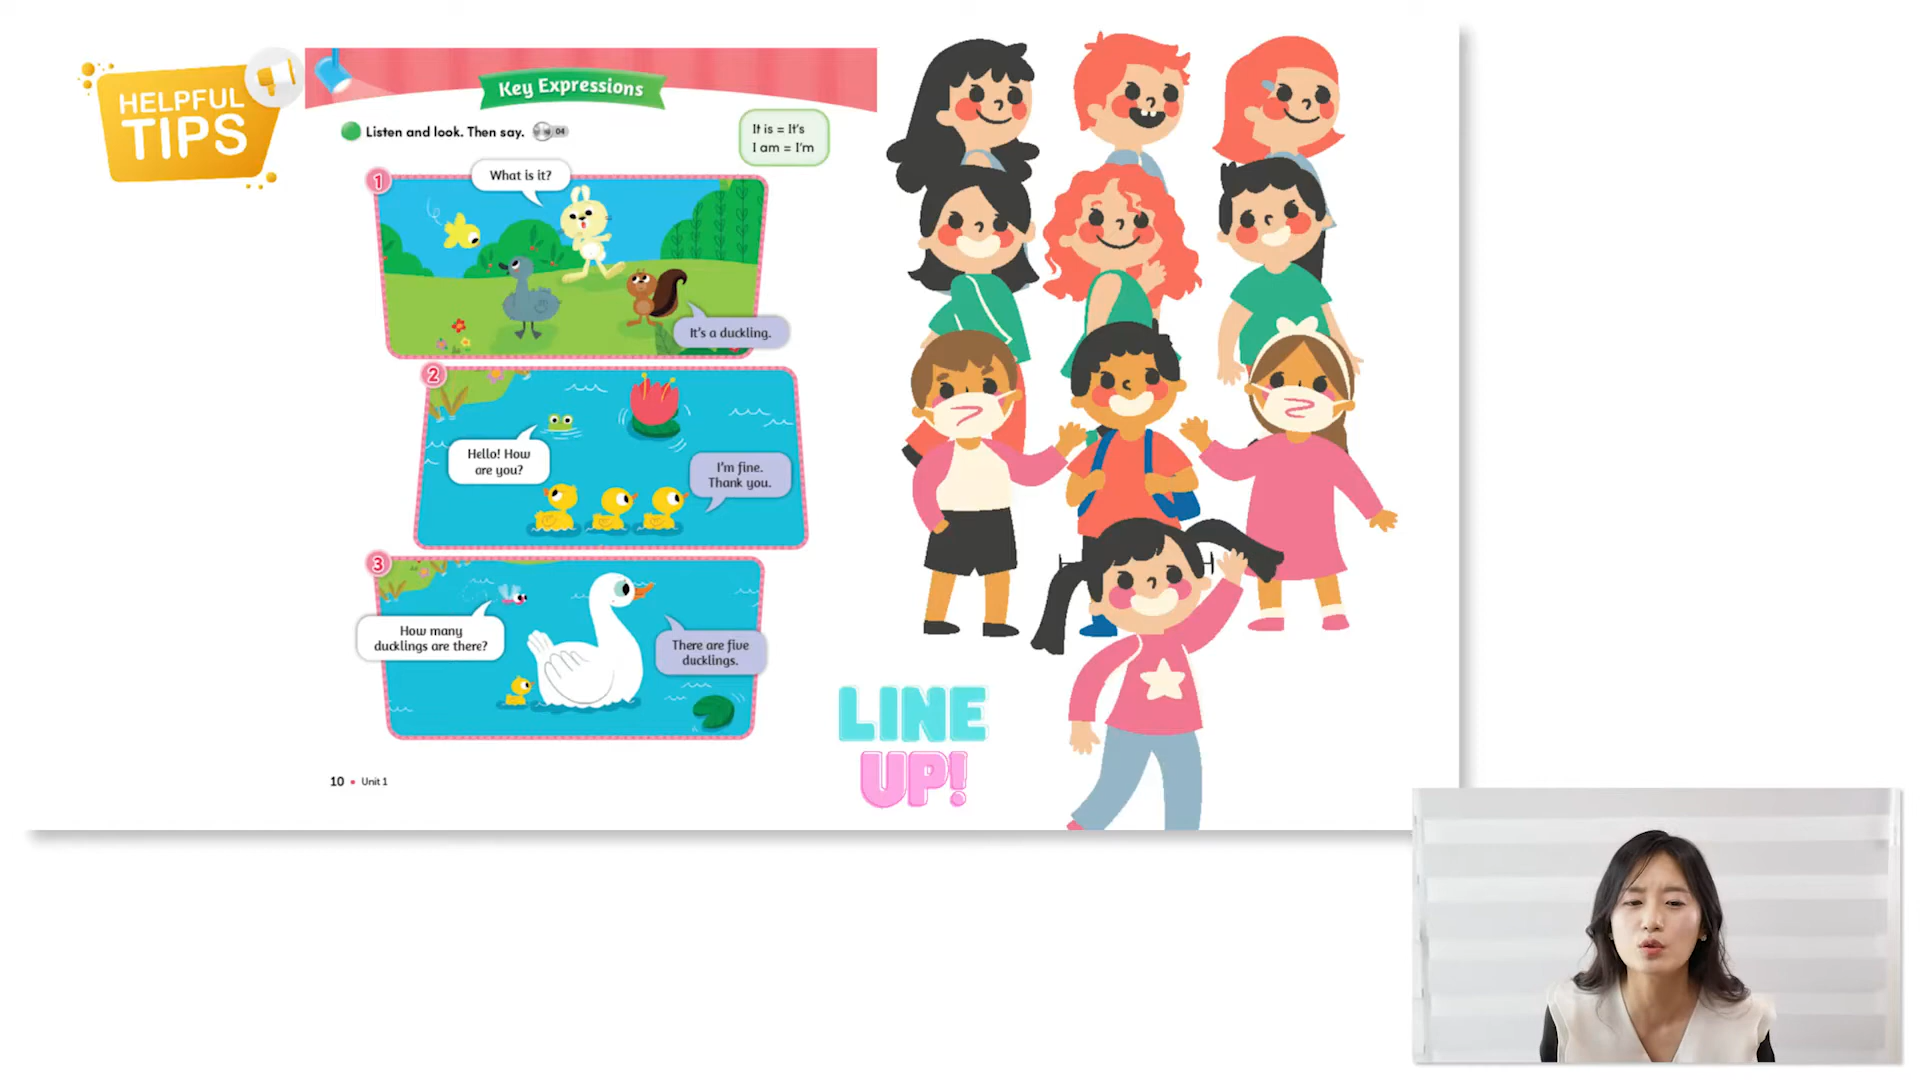 HELPFUL
TIPS
Key Expressions
Listen and look. Then say.
04
It is = It's
I am = I'm
1
What is it?
It's a duckling.
2
Hello! How
are you?
I'm fine.
Thank you.
3
How many
ducklings are there?
There are five
ducklings.
10 • Unit 1
LINE
UP!